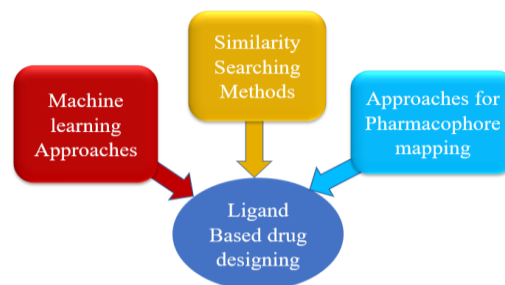 Machine
learning
Approaches
Similarity
Searching
Methods
Approaches for
Pharmacophore
mapping
Ligand
Based drug
designing